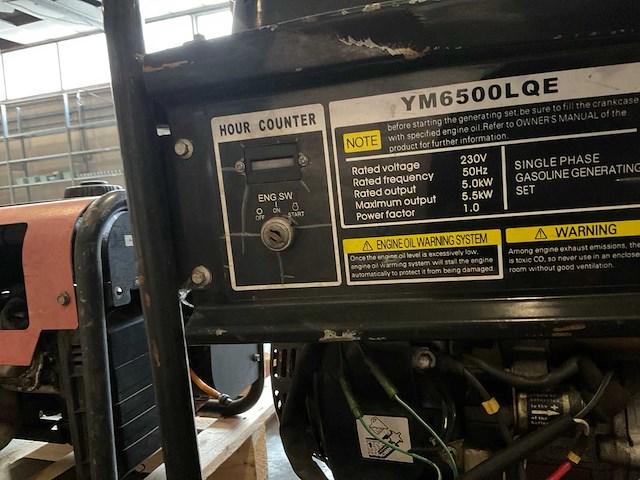 YM6500LQE
HOUR COUNTER
NOTE
before starting the generating set, be sure to fill the crankcase
with specified engine oil. Refer to OWNER'S MANUAL of the
product for further information.
Rated voltage 230V
Rated frequency 50Hz
Rated output 5.0kW
Maximum output 5.5kW
Power factor 1.0
SINGLE PHASE
GASOLINE GENERATING
SET
ENG.SW
OFF ON START
ENGINE OIL WARNING SYSTEM
Once the engine oil level is excessively low,
engine oil warning system will stall the engine
automatically to protect it from being damaged.
WARNING
Among engine exhaust emissions, the
is toxic CO, so never use in an enclose
room without good ventilation.